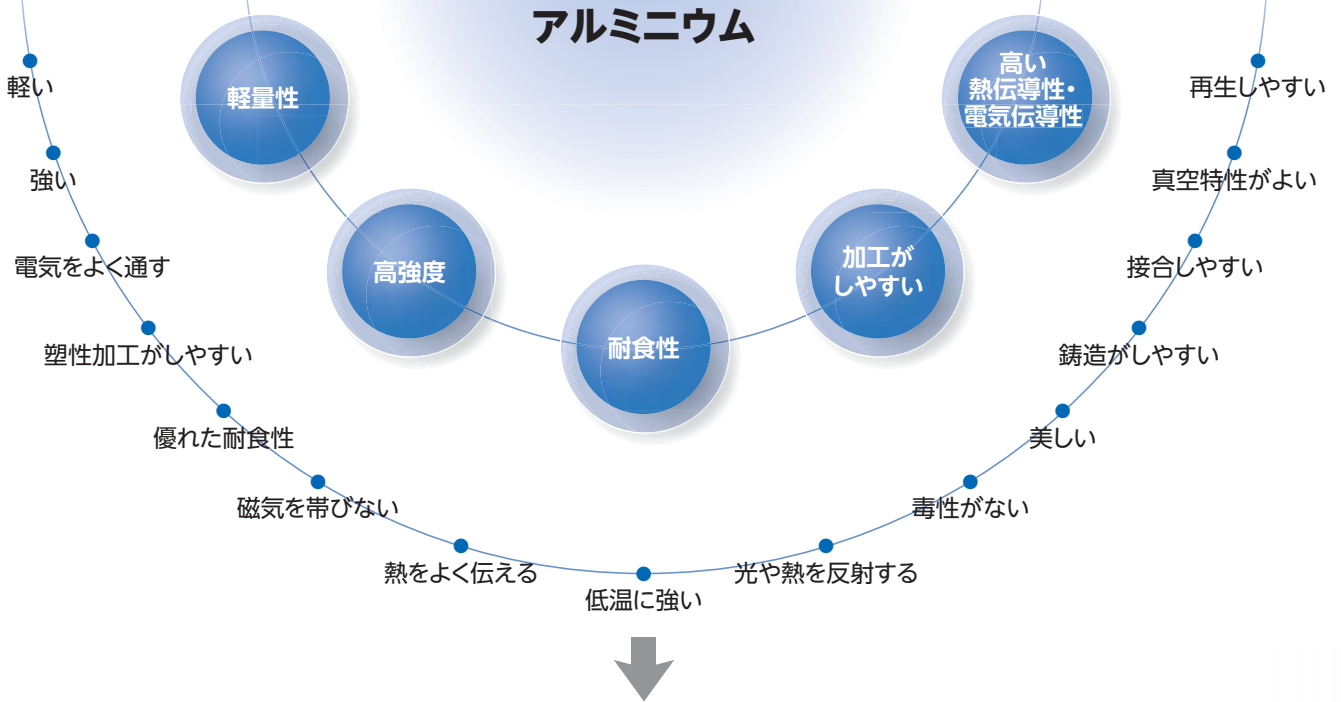 アルミニウム
軽量性
高強度
耐食性
加工が
しやすい
高い
熱伝導性・
電気伝導性
軽い
強い
電気をよく通す
塑性加工がしやすい
優れた耐食性
磁気を帯びない
熱をよく伝える
低温に強い
光や熱を反射する
毒性がない
美しい
鋳造がしやすい
接合しやすい
真空特性がよい
再生しやすい